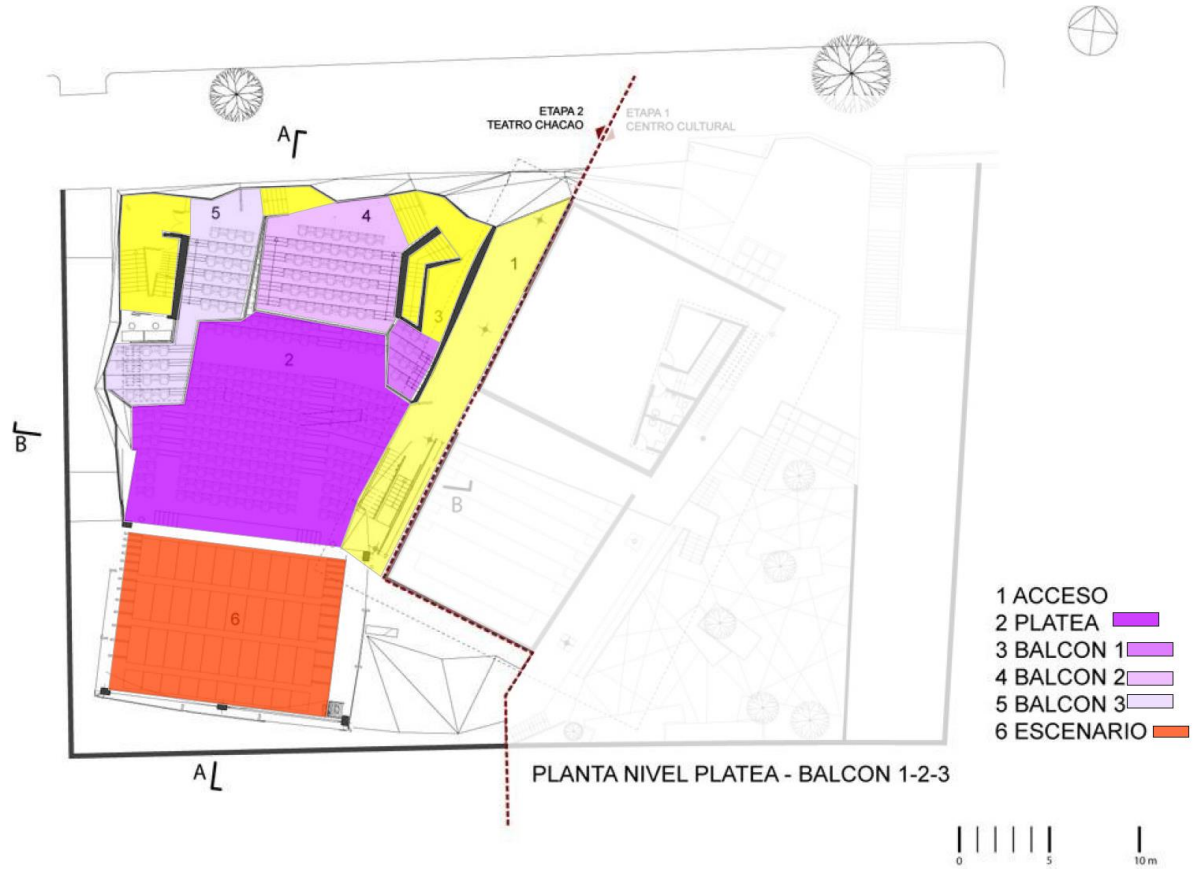 ETAPA 2
TEATRO CHACAO
ETAPA 1
CENTRO CULTURAL
A
5
4
1
3
2
B
B
6
A
1 ACCESO
2 PLATEA
3 BALCON 1
4 BALCON 2
5 BALCON 3
6 ESCENARIO
PLANTA NIVEL PLATEA - BALCON 1-2-3
0
5
10 m